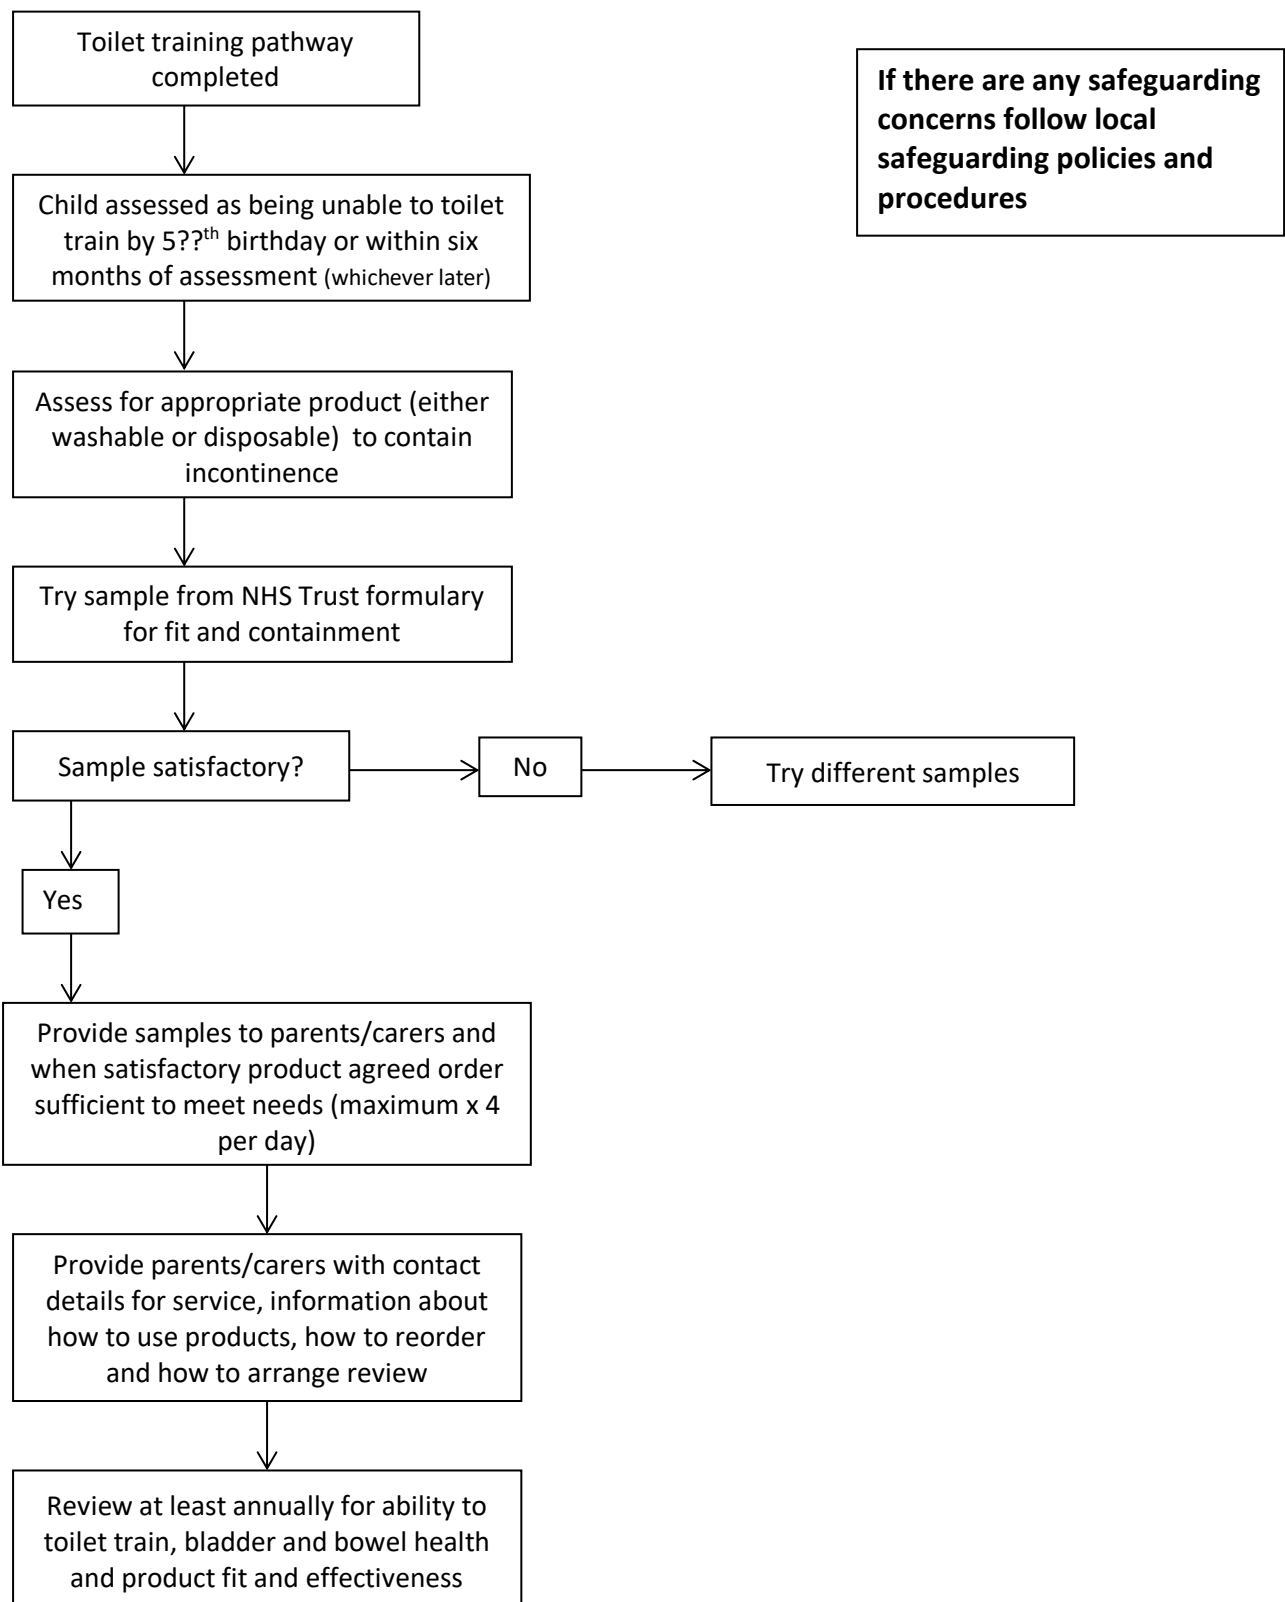 Toilet training pathway
completed
If there are any safeguarding
concerns follow local
safeguarding policies and
procedures
Child assessed as being unable to toilet
train by 5??th birthday or within six
months of assessment (whichever later)
Assess for appropriate product (either
washable or disposable)  to contain
incontinence
Try sample from NHS Trust formulary
for fit and containment
Sample satisfactory?
No
Try different samples
Yes
Provide samples to parents/carers and
when satisfactory product agreed order
sufficient to meet needs (maximum x 4
per day)
Provide parents/carers with contact
details for service, information about
how to use products, how to reorder
and how to arrange review
Review at least annually for ability to
toilet train, bladder and bowel health
and product fit and effectiveness